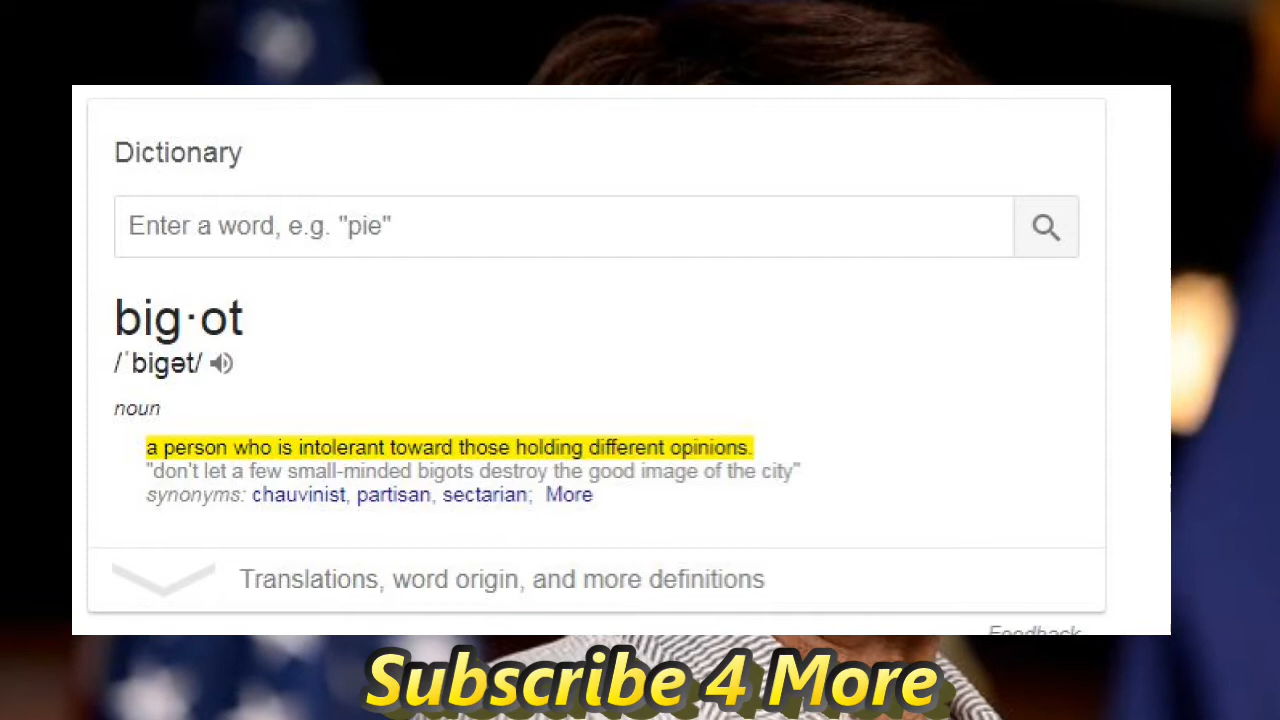 Dictionary
Enter a word, e.g. "pie"
big·ot
/ˈbigət/
noun
a person who is intolerant toward those holding different opinions.
"don't let a few small-minded bigots destroy the good image of the city"
synonyms: chauvinist, partisan, sectarian; More
Translations, word origin, and more definitions
Feedback
Subscribe 4 More